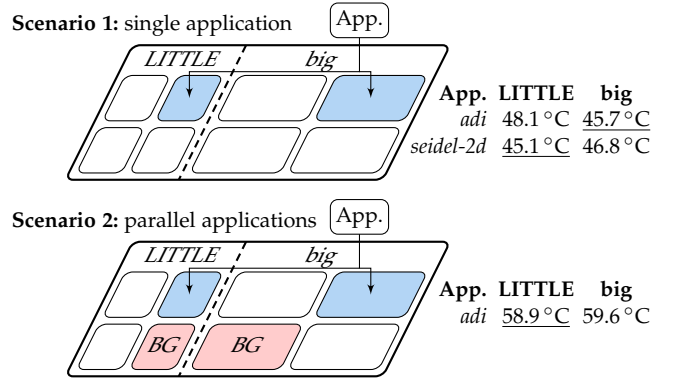 Scenario 1: single application App.
LITTLE big
App. LITTLE big
adi 48.1 °C 45.7 °C
seidel-2d 45.1 °C 46.8 °C
Scenario 2: parallel applications App.
LITTLE big
App. LITTLE big
adi 58.9 °C 59.6 °C
BG BG